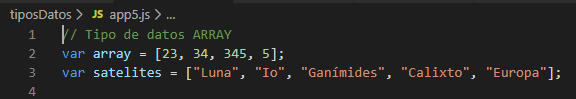 tiposDatos > JS app5.js > ...
1 // Tipo de datos ARRAY
2 var array = [23, 34, 345, 5];
3 var satelites = ["Luna", "Io", "Ganímides", "Calixto", "Europa"];
4